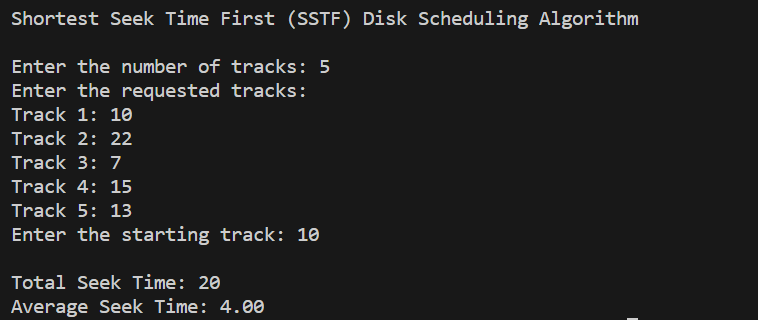 Shortest Seek Time First (SSTF) Disk Scheduling Algorithm
Enter the number of tracks: 5
Enter the requested tracks:
Track 1: 10
Track 2: 22
Track 3: 7
Track 4: 15
Track 5: 13
Enter the starting track: 10
Total Seek Time: 20
Average Seek Time: 4.00